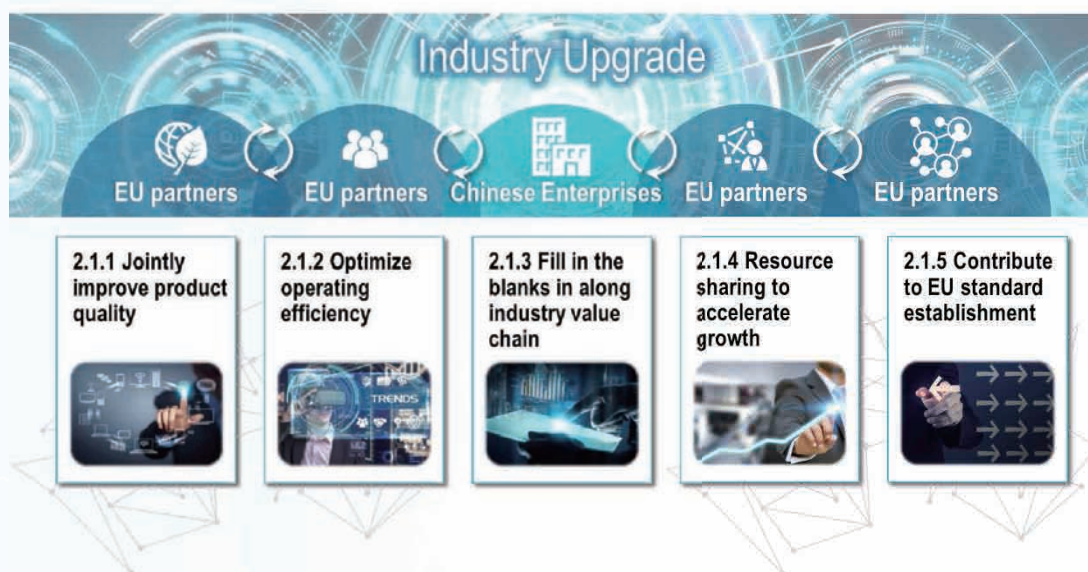 Industry Upgrade
EU partners
EU partners
Chinese Enterprises
EU partners
EU partners
2.1.1 Jointly
improve product
quality
2.1.2 Optimize
operating
efficiency
2.1.3 Fill in the
blanks in along
industry value
chain
2.1.4 Resource
sharing to
accelerate
growth
2.1.5 Contribute
to EU standard
establishment
TRENDS